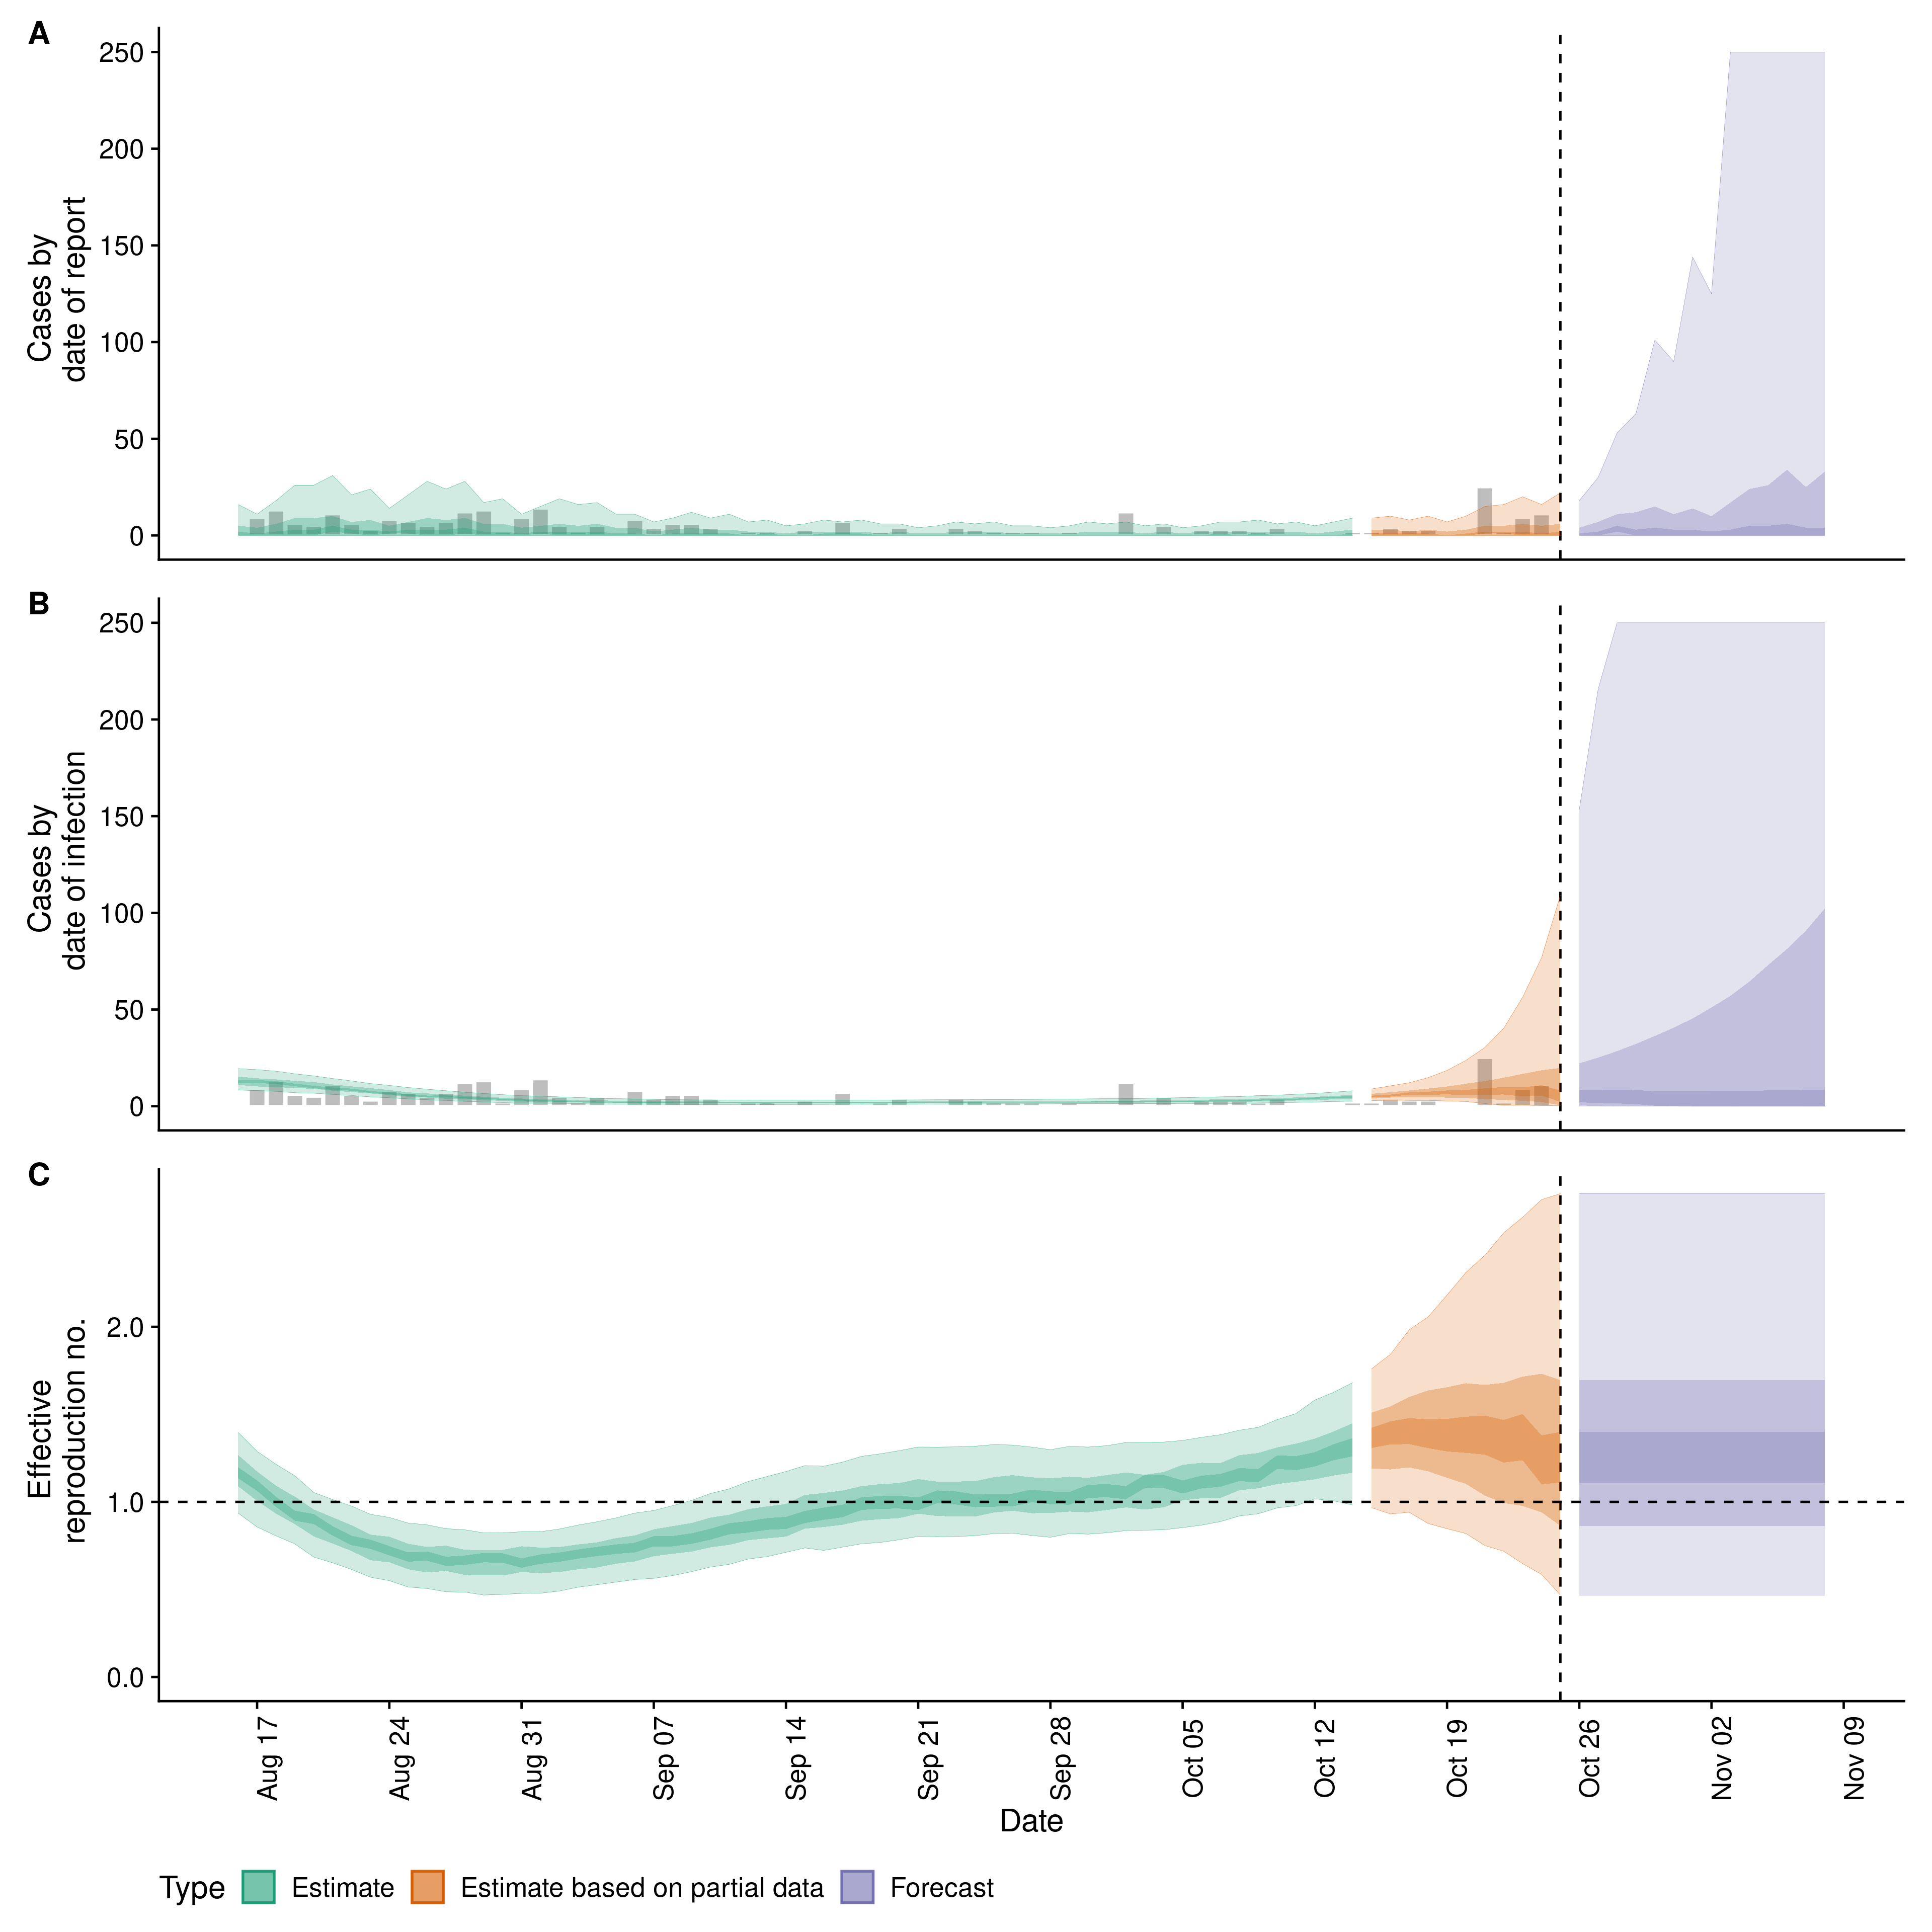 A
250
200
150
100
50
0
Cases by
date of report
B
250
200
150
100
50
0
Cases by
date of infection
C
2.0
1.0
0.0
Effective
reproduction no.
Aug 17
Aug 24
Aug 31
Sep 07
Sep 14
Sep 21
Sep 28
Oct 05
Oct 12
Oct 19
Oct 26
Nov 02
Nov 09
Date
Type Estimate Estimate based on partial data Forecast